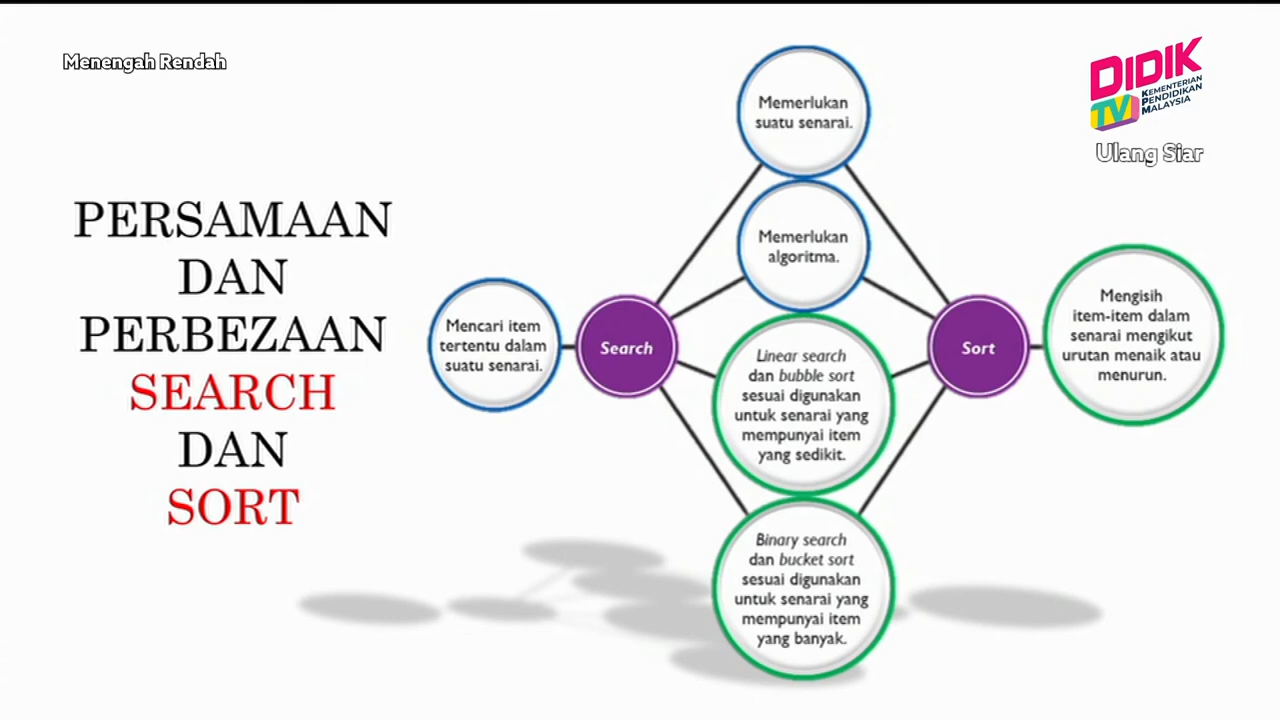 Menengah Rendah
DIDIK
TV
KEMENTERIAN
PENDIDIKAN
MALAYSIA
Ulang Siar
PERSAMAAN
DAN
PERBEZAAN
SEARCH
DAN
SORT
Mencari item
tertentu dalam
suatu senarai.
Search
Memerlukan
suatu senarai.
Memerlukan
algoritma.
Linear search
dan bubble sort
sesuai digunakan
untuk senarai yang
mempunyai item
yang sedikit.
Binary search
dan bucket sort
sesuai digunakan
untuk senarai yang
mempunyai item
yang banyak.
Sort
Mengisih
item-item dalam
senarai mengikut
urutan menaik atau
menurun.